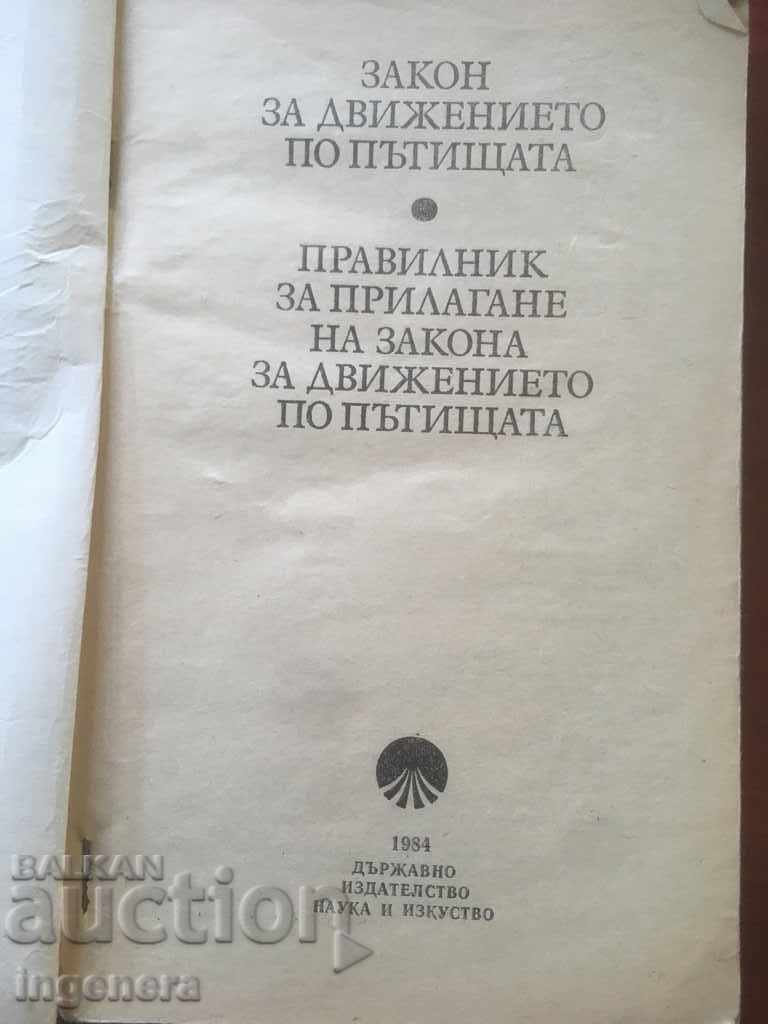 ЗАКОН
ЗА ДВИЖЕНИЕТО
ПО ПЪТИЩАТА
ПРАВИЛНИК
ЗА ПРИЛАГАНЕ
НА ЗАКОНА
ЗА ДВИЖЕНИЕТО
ПО ПЪТИЩАТА
1984
ДЪРЖАВНО
ИЗДАТЕЛСТВО
НАУКА И ИЗКУСТВО
BALKAN
auction
ingenera